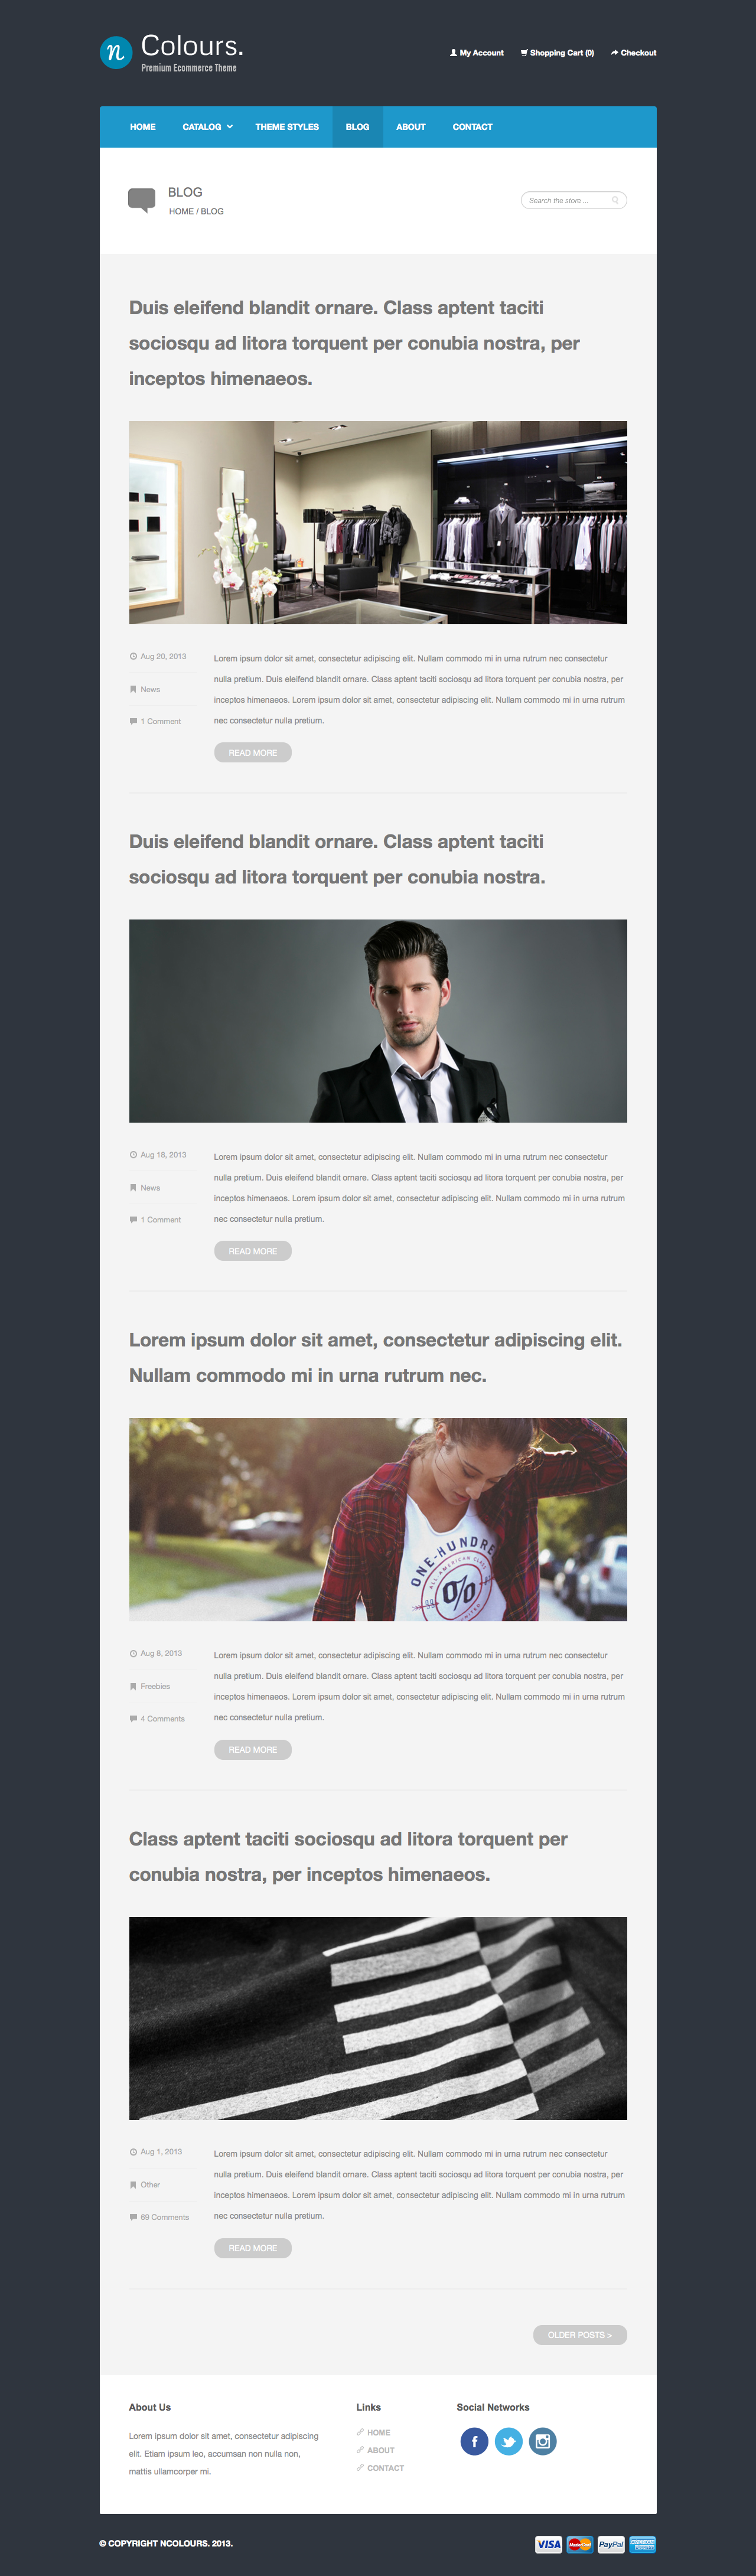 n Colours.
Premium Ecommerce Theme
My Account Shopping Cart (0) Checkout
HOME CATALOG THEME STYLES BLOG ABOUT CONTACT
BLOG
HOME / BLOG
Search the store ...
Duis eleifend blandit ornare. Class aptent taciti
sociosqu ad litora torquent per conubia nostra, per
inceptos himenaeos.
Aug 20, 2013
News
1 Comment
Lorem ipsum dolor sit amet, consectetur adipiscing elit. Nullam commodo mi in urna rutrum nec consectetur
nulla pretium. Duis eleifend blandit ornare. Class aptent taciti sociosqu ad litora torquent per conubia nostra, per
inceptos himenaeos. Lorem ipsum dolor sit amet, consectetur adipiscing elit. Nullam commodo mi in urna rutrum
nec consectetur nulla pretium.
READ MORE
Duis eleifend blandit ornare. Class aptent taciti
sociosqu ad litora torquent per conubia nostra.
Aug 18, 2013
News
1 Comment
Lorem ipsum dolor sit amet, consectetur adipiscing elit. Nullam commodo mi in urna rutrum nec consectetur
nulla pretium. Duis eleifend blandit ornare. Class aptent taciti sociosqu ad litora torquent per conubia nostra, per
inceptos himenaeos. Lorem ipsum dolor sit amet, consectetur adipiscing elit. Nullam commodo mi in urna rutrum
nec consectetur nulla pretium.
READ MORE
Lorem ipsum dolor sit amet, consectetur adipiscing elit.
Nullam commodo mi in urna rutrum nec.
ONE-HUNDRE
ALL-AMERICAN CLASS
%
Aug 8, 2013
Freebies
4 Comments
Lorem ipsum dolor sit amet, consectetur adipiscing elit. Nullam commodo mi in urna rutrum nec consectetur
nulla pretium. Duis eleifend blandit ornare. Class aptent taciti sociosqu ad litora torquent per conubia nostra, per
inceptos himenaeos. Lorem ipsum dolor sit amet, consectetur adipiscing elit. Nullam commodo mi in urna rutrum
nec consectetur nulla pretium.
READ MORE
Class aptent taciti sociosqu ad litora torquent per
conubia nostra, per inceptos himenaeos.
Aug 1, 2013
Other
69 Comments
Lorem ipsum dolor sit amet, consectetur adipiscing elit. Nullam commodo mi in urna rutrum nec consectetur
nulla pretium. Duis eleifend blandit ornare. Class aptent taciti sociosqu ad litora torquent per conubia nostra, per
inceptos himenaeos. Lorem ipsum dolor sit amet, consectetur adipiscing elit. Nullam commodo mi in urna rutrum
nec consectetur nulla pretium.
READ MORE
OLDER POSTS >
About Us
Lorem ipsum dolor sit amet, consectetur adipiscing
elit. Etiam ipsum leo, accumsan non nulla non,
mattis ullamcorper mi.
Links
HOME
ABOUT
CONTACT
Social Networks
f
© COPYRIGHT NCOLOURS. 2013.
VISA MasterCard PayPal